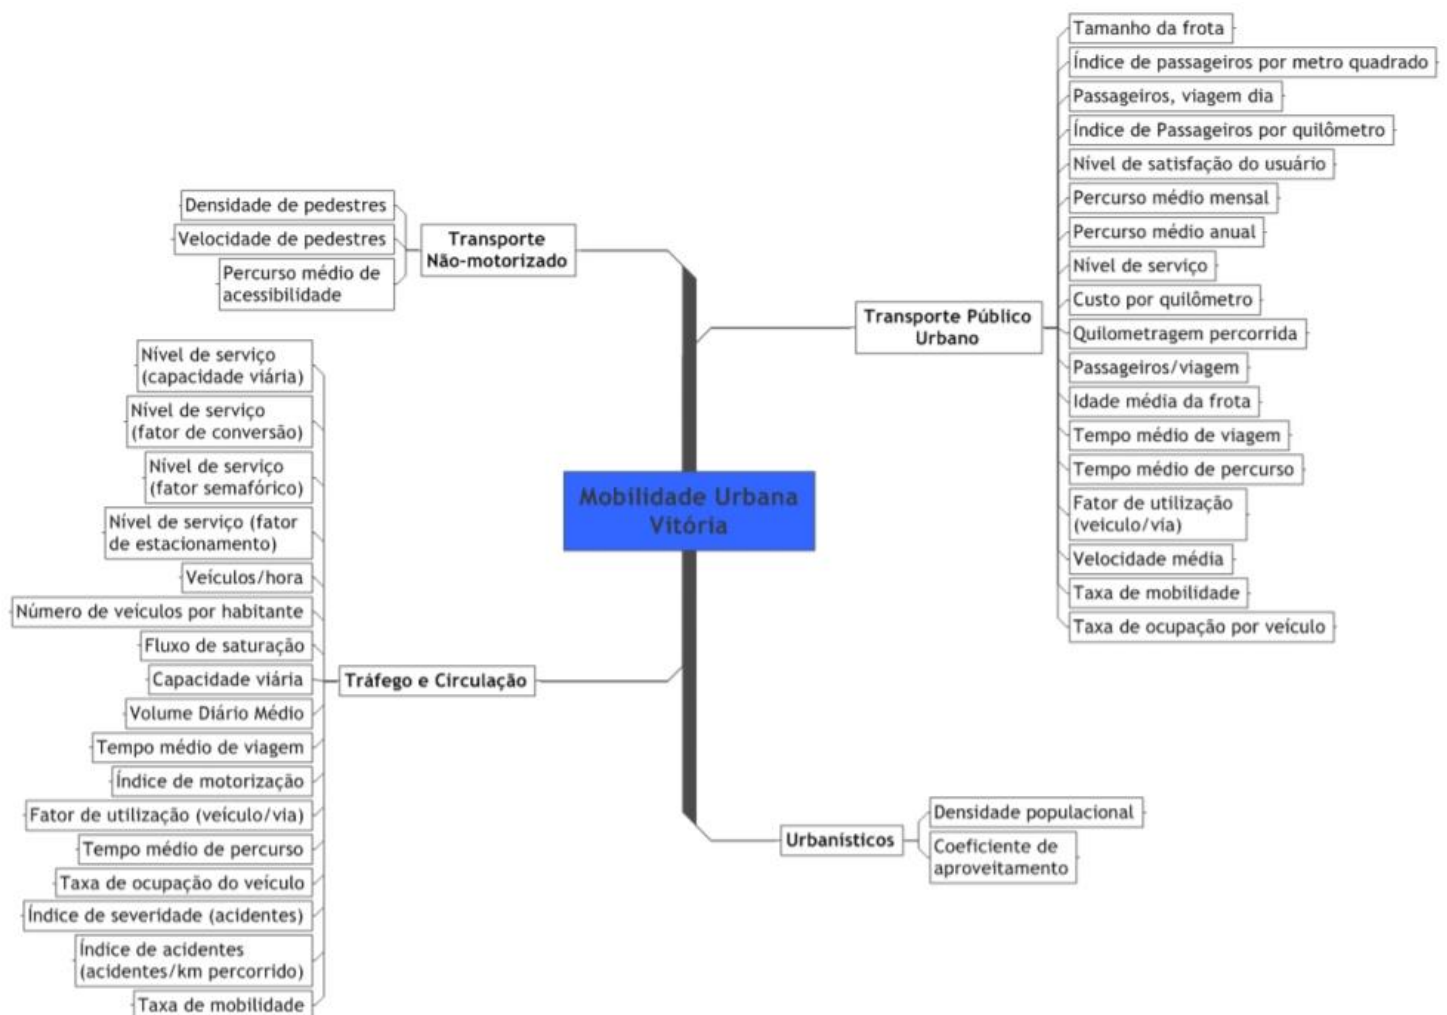 Densidade de pedestres
Velocidade de pedestres
Percurso médio de
acessibilidade
Transporte
Não-motorizado
Tamanho da frota
Índice de passageiros por metro quadrado
Passageiros, viagem dia
Índice de Passageiros por quilômetro
Nível de satisfação do usuário
Percurso médio mensal
Percurso médio anual
Nível de serviço
Custo por quilômetro
Quilometragem percorrida
Passageiros/viagem
Idade média da frota
Tempo médio de viagem
Tempo médio de percurso
Fator de utilização
(veiculo/via)
Velocidade média
Taxa de mobilidade
Taxa de ocupação por veículo
Transporte Público
Urbano
Mobilidade Urbana
Vitória
Nível de serviço
(capacidade viária)
Nível de serviço
(fator de conversão)
Nível de serviço
(fator semafórico)
Nível de serviço (fator
de estacionamento)
Veículos/hora
Número de veículos por habitante
Fluxo de saturação
Capacidade viária
Volume Diário Médio
Tempo médio de viagem
Índice de motorização
Fator de utilização (veículo/via)
Tempo médio de percurso
Taxa de ocupação do veículo
Índice de severidade (acidentes)
Índice de acidentes
(acidentes/km percorrido)
Taxa de mobilidade
Tráfego e Circulação
Urbanísticos
Densidade populacional
Coeficiente de
aproveitamento